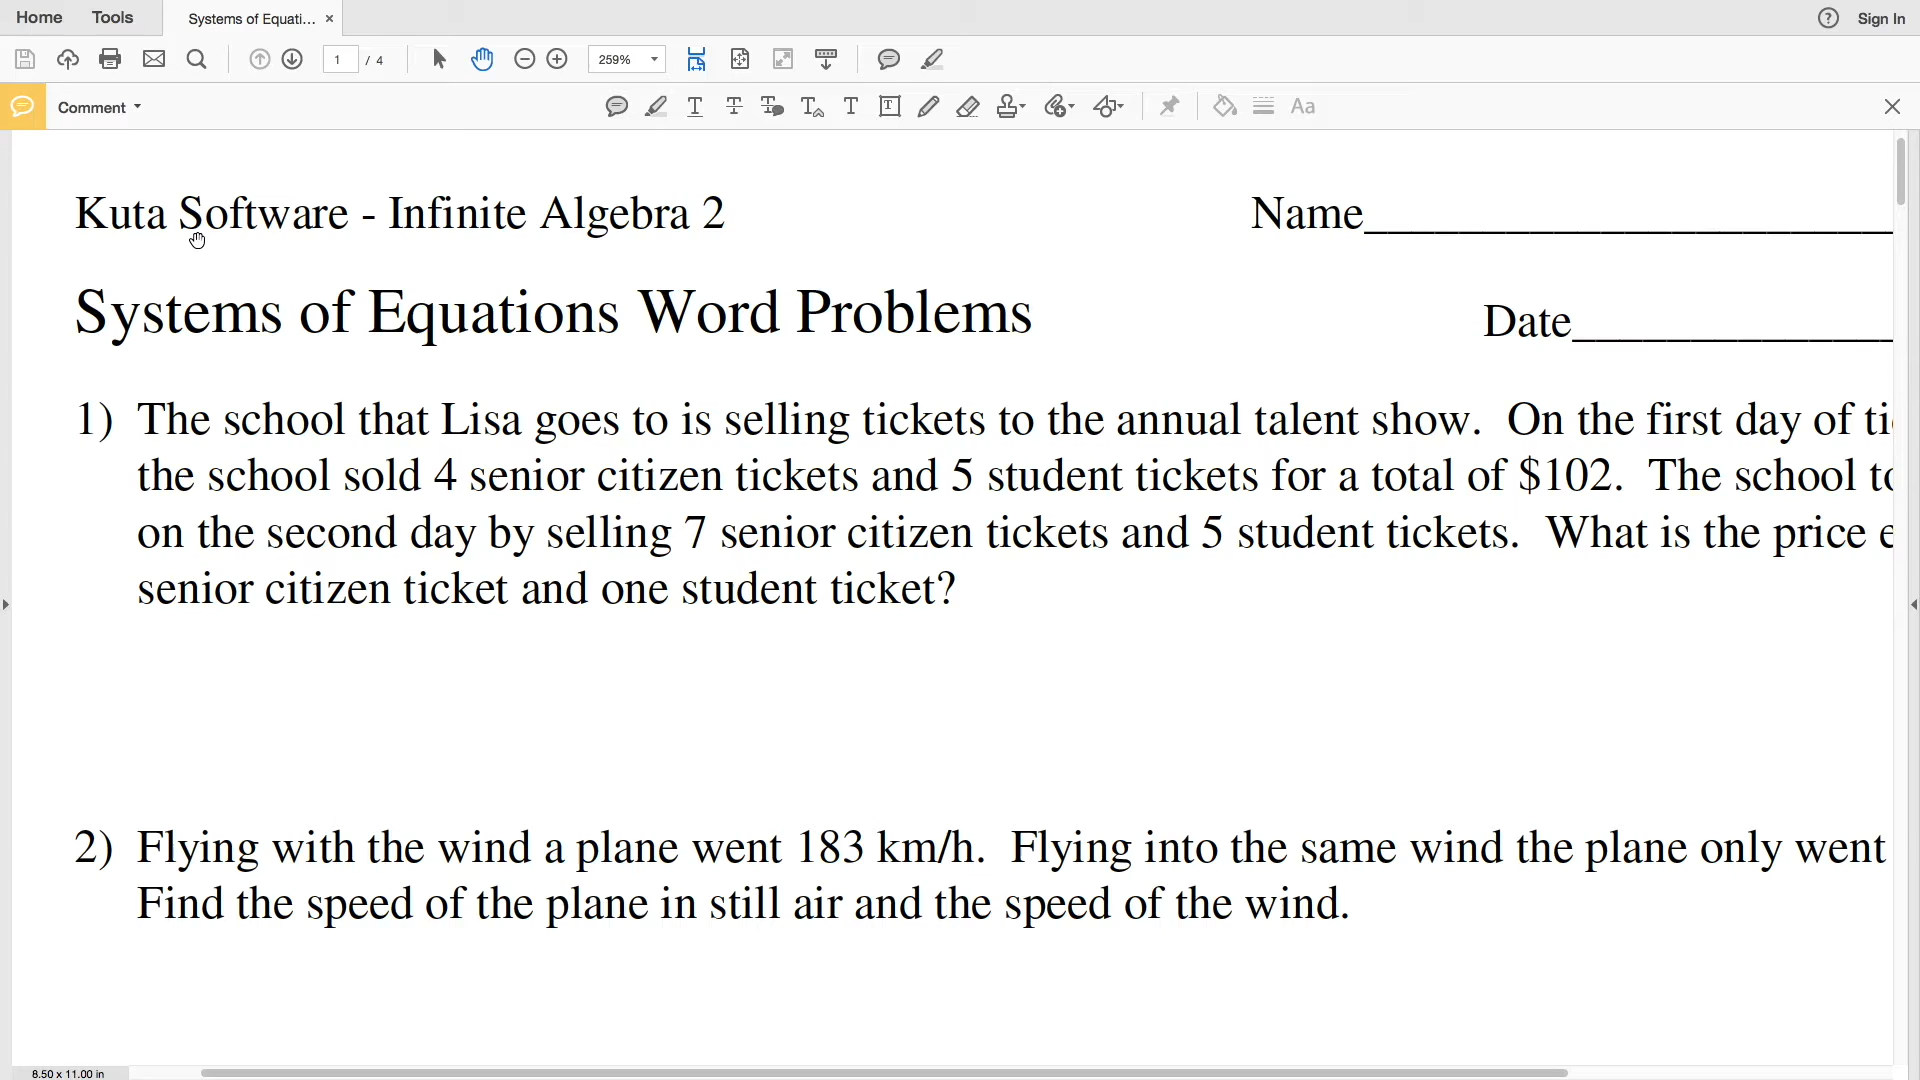 Home Tools Systems of Equati... × Sign In
1 / 4 259%
Comment
Kuta Software - Infinite Algebra 2 Name
Systems of Equations Word Problems Date
1) The school that Lisa goes to is selling tickets to the annual talent show. On the first day of
the school sold 4 senior citizen tickets and 5 student tickets for a total of $102. The school
on the second day by selling 7 senior citizen tickets and 5 student tickets. What is the price
senior citizen ticket and one student ticket?
2) Flying with the wind a plane went 183 km/h. Flying into the same wind the plane only went
Find the speed of the plane in still air and the speed of the wind.
8.50 x 11.00 in